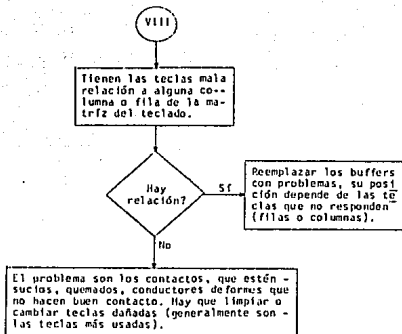 VIII
Tienen las teclas mala
relación a alguna co--
lumna o fila de la ma-
triz del teclado.
Hay
relación?
Sí
Reemplazar los buffers
con problemas, su posi
ción depende de las te
clas que no responden
(filas o columnas).
No
El problema son los contactos, que estén -
sucios, quemados, conductores deformes que
no hacen buen contacto. Hay que limpiar o
cambiar teclas dañadas (generalmente son -
las teclas más usadas).